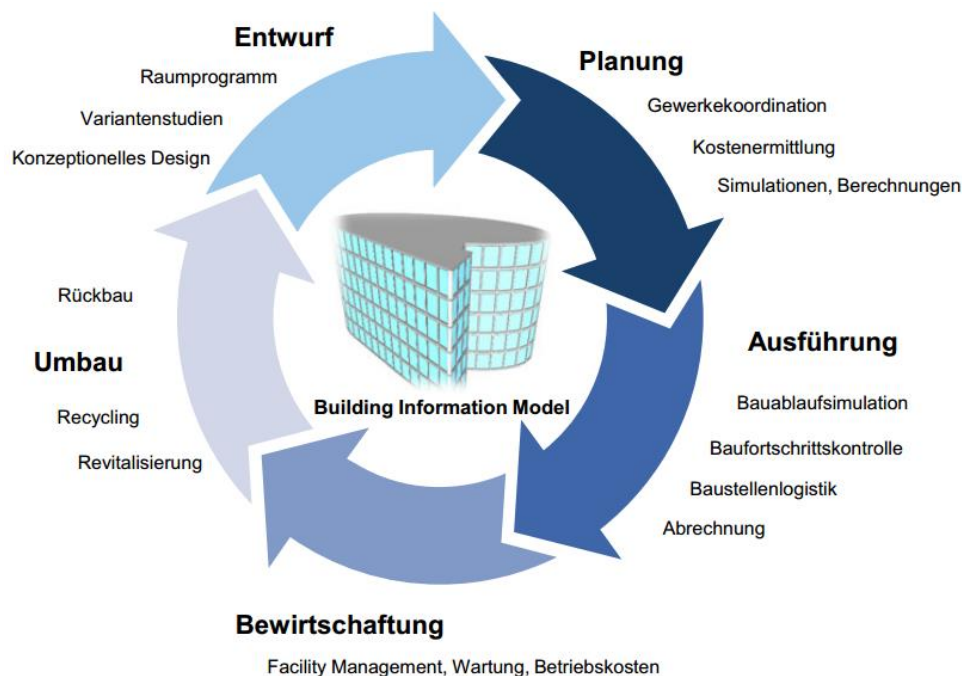 Entwurf
Raumprogramm
Variantenstudien
Konzeptionelles Design
Planung
Gewerkekoordination
Kostenermittlung
Simulationen, Berechnungen
Ausführung
Bauablaufsimulation
Baufortschrittskontrolle
Baustellenlogistik
Abrechnung
Bewirtschaftung
Facility Management, Wartung, Betriebskosten
Rückbau
Umbau
Recycling
Revitalisierung
Building Information Model